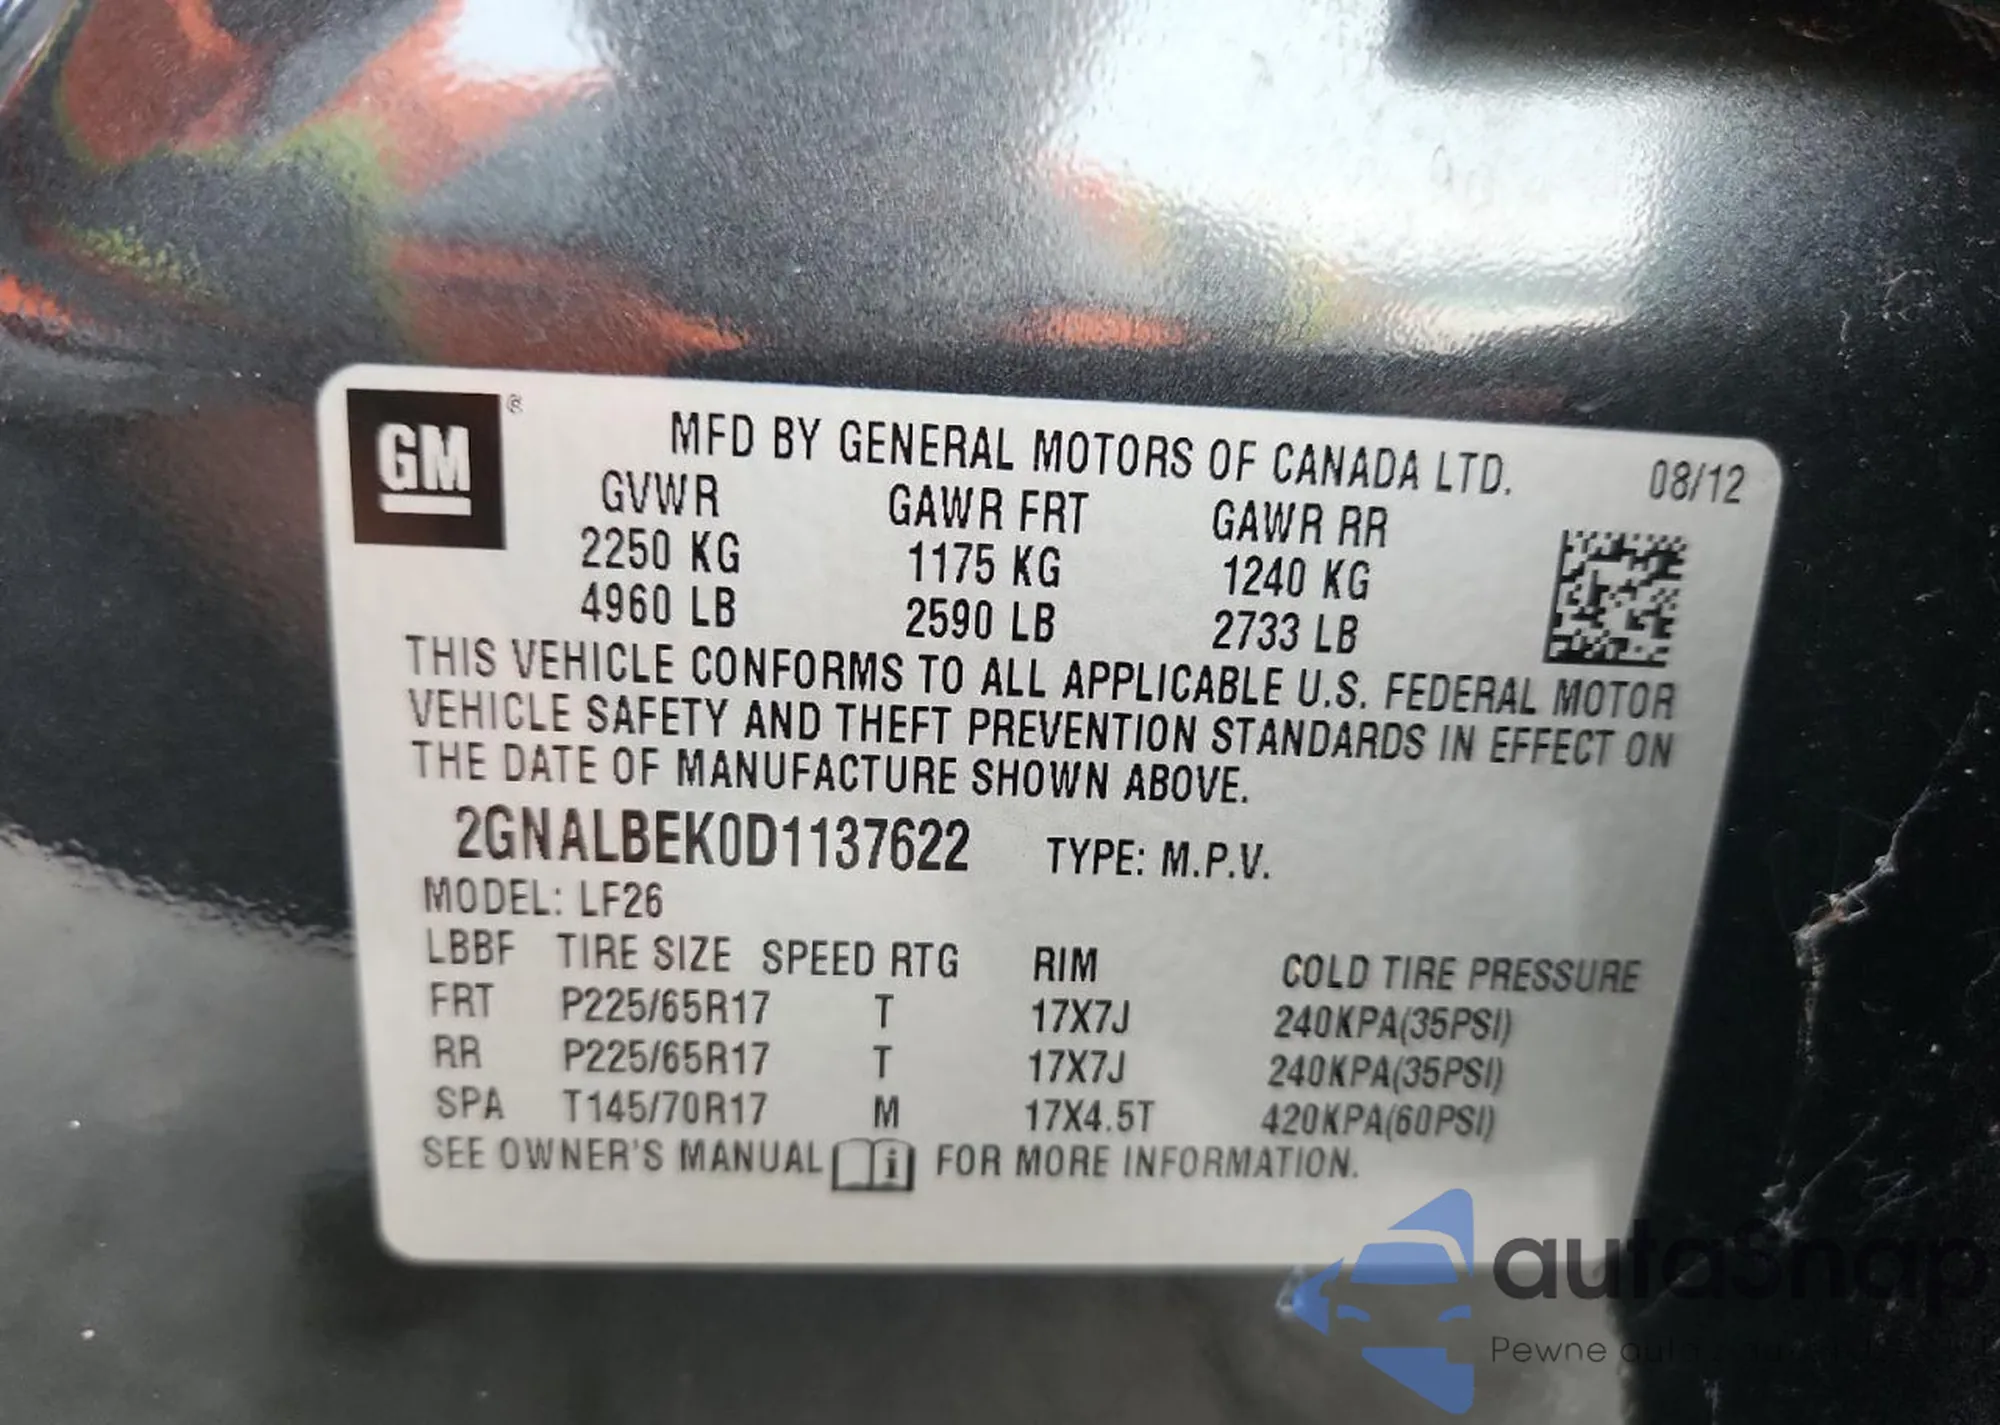 GM ®
MFD BY GENERAL MOTORS OF CANADA LTD. 08/12
GVWR GAWR FRT GAWR RR
2250 KG 1175 KG 1240 KG
4960 LB 2590 LB 2733 LB
THIS VEHICLE CONFORMS TO ALL APPLICABLE U.S. FEDERAL MOTOR
VEHICLE SAFETY AND THEFT PREVENTION STANDARDS IN EFFECT ON
THE DATE OF MANUFACTURE SHOWN ABOVE.
2GNALBEK0D1137622 TYPE: M.P.V.
MODEL: LF26
LBBF TIRE SIZE SPEED RTG RIM COLD TIRE PRESSURE
FRT P225/65R17 T 17X7J 240KPA(35PSI)
RR P225/65R17 T 17X7J 240KPA(35PSI)
SPA T145/70R17 M 17X4.5T 420KPA(60PSI)
SEE OWNER'S MANUAL i FOR MORE INFORMATION.
autaSnap
Pewne auta z